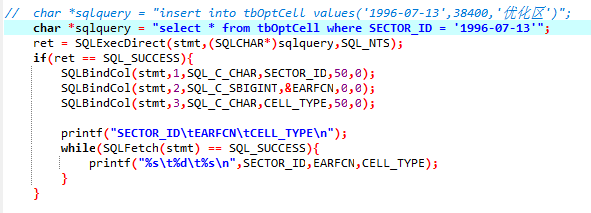 //  char *sqlquery = "insert into tbOptCell values('1996-07-13',38400,'优化区')";
char *sqlquery = "select * from tbOptCell where SECTOR_ID = '1996-07-13'";
ret = SQLExecDirect(stmt,(SQLCHAR*)sqlquery,SQL_NTS);
if(ret == SQL_SUCCESS){
SQLBindCol(stmt,1,SQL_C_CHAR,SECTOR_ID,50,0);
SQLBindCol(stmt,2,SQL_C_SBIGINT,&EARFCN,0,0);
SQLBindCol(stmt,3,SQL_C_CHAR,CELL_TYPE,50,0);
printf("SECTOR_ID\tEARFCN\tCELL_TYPE\n");
while(SQLFetch(stmt) == SQL_SUCCESS){
printf("%s\t%d\t%s\n",SECTOR_ID,EARFCN,CELL_TYPE);
}
}